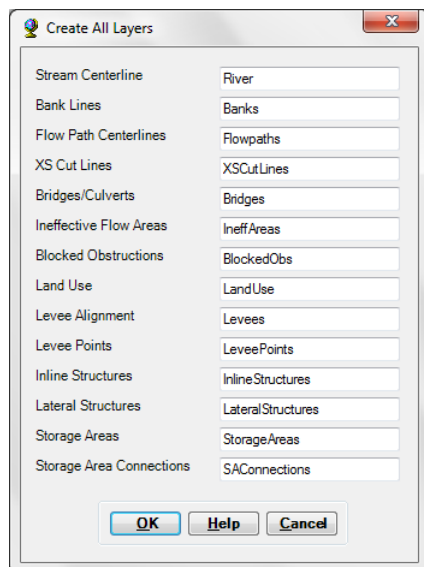 Create All Layers
X
Stream Centerline River
Bank Lines Banks
Flow Path Centerlines Flowpaths
XS Cut Lines XSCutLines
Bridges/Culverts Bridges
Ineffective Flow Areas IneffAreas
Blocked Obstructions BlockedObs
Land Use LandUse
Levee Alignment Levees
Levee Points LeveePoints
Inline Structures InlineStructures
Lateral Structures LateralStructures
Storage Areas StorageAreas
Storage Area Connections SAConnections
OK Help Cancel